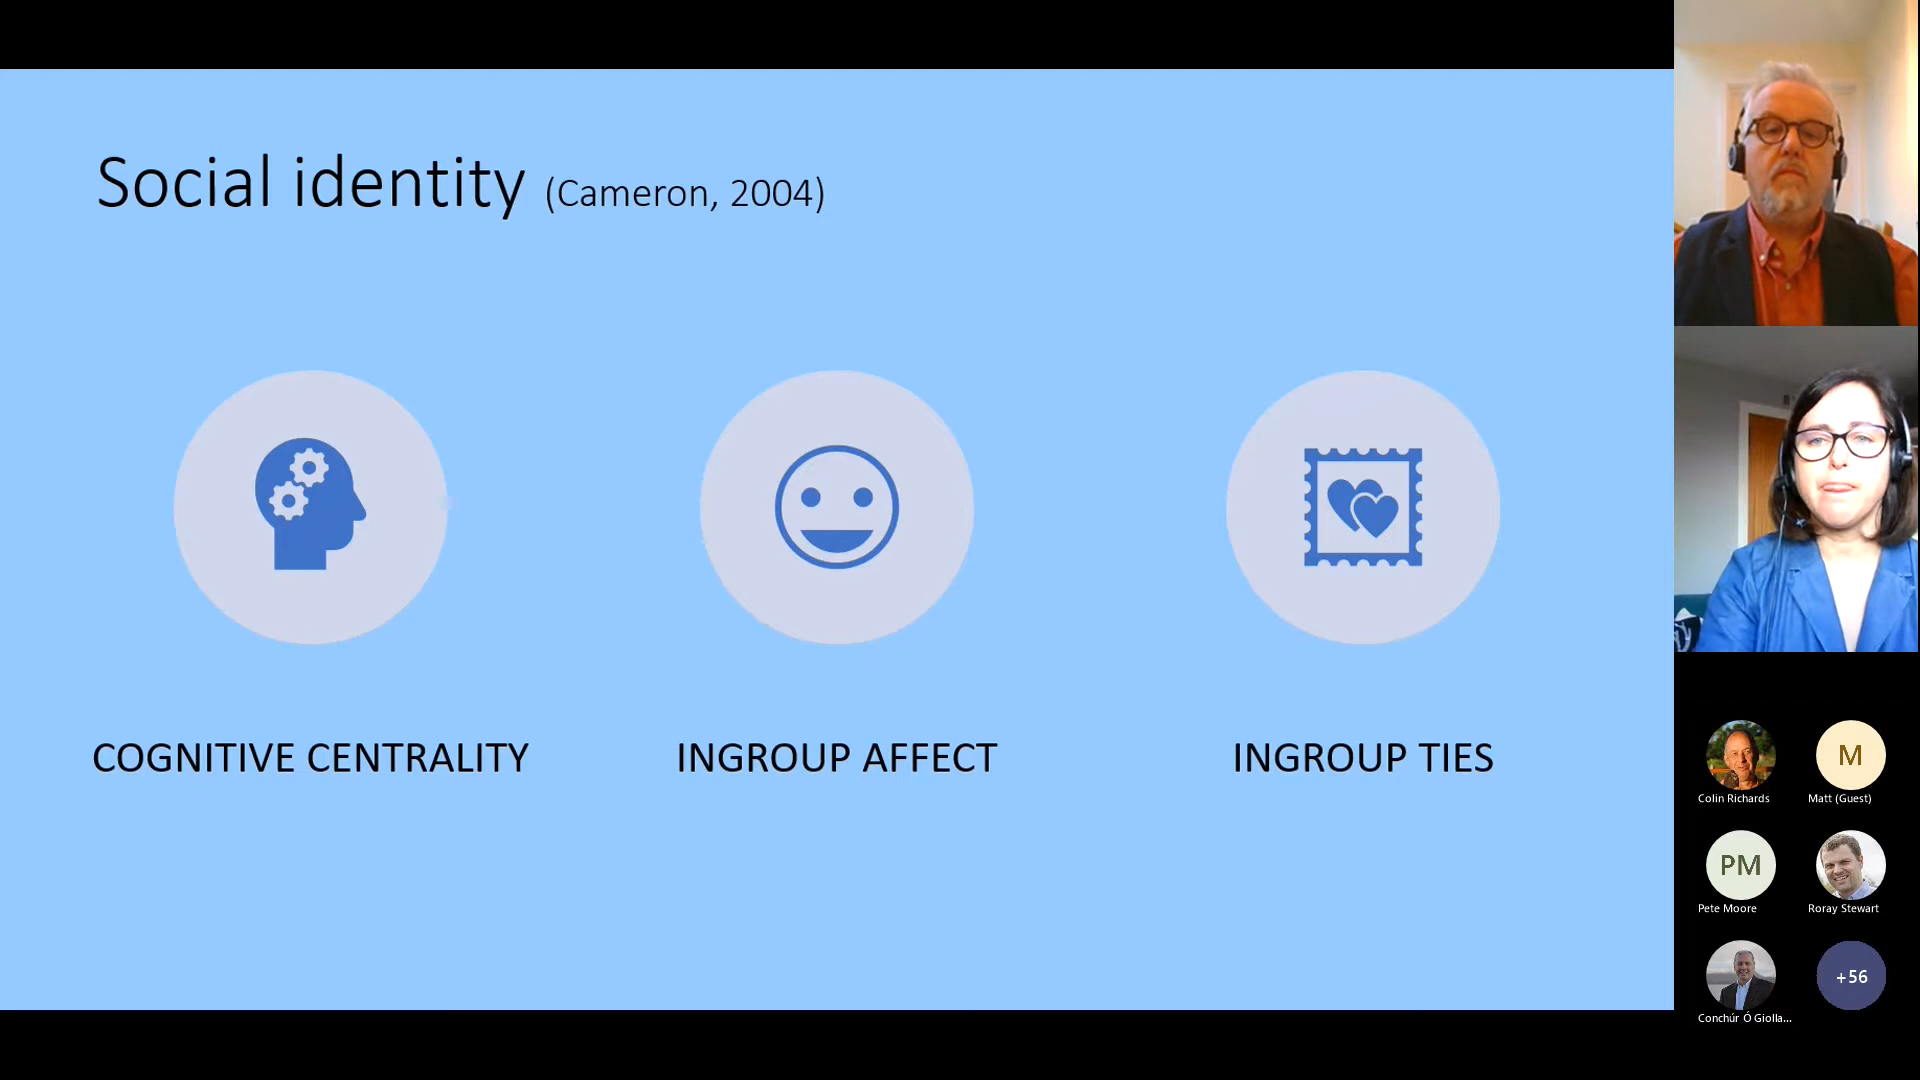 Social identity (Cameron, 2004)
COGNITIVE CENTRALITY
INGROUP AFFECT
INGROUP TIES
Colin Richards
M
Matt (Guest)
PM
Pete Moore
Roray Stewart
Conchúr Ó Giolla...
+56